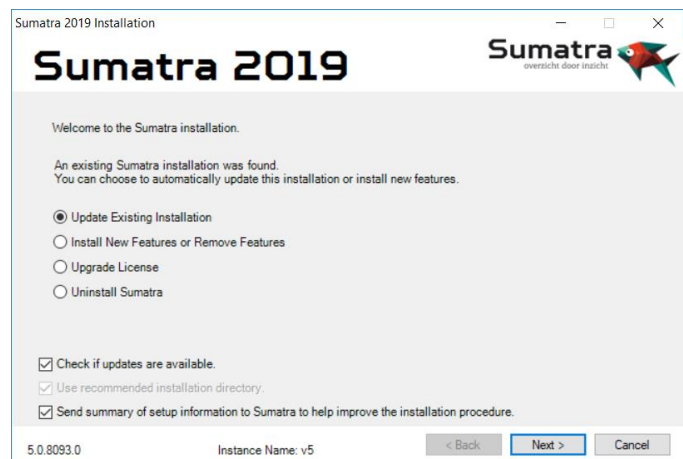 Sumatra 2019 Installation
Sumatra 2019
Sumatra
overzicht door inzicht
Welcome to the Sumatra installation.
An existing Sumatra installation was found.
You can choose to automatically update this installation or install new features.
Update Existing Installation
Install New Features or Remove Features
Upgrade License
Uninstall Sumatra
Check if updates are available.
Use recommended installation directory.
Send summary of setup information to Sumatra to help improve the installation procedure.
5.0.8093.0 Instance Name: v5 < Back Next > Cancel